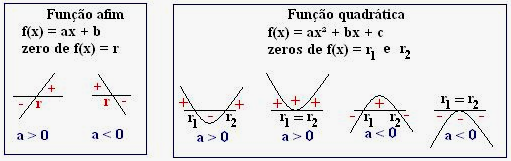 Função afim
f(x) = ax + b
zero de f(x) = r
+ +
- r r -
a > 0 a < 0
Função quadrática
f(x) = ax² + bx + c
zeros de f(x) = r1 e r2
+ + + + + + r1 = r2
r1 - r2 r1 = r2 - r1 r2 - - -
a > 0 a > 0 a < 0 a < 0